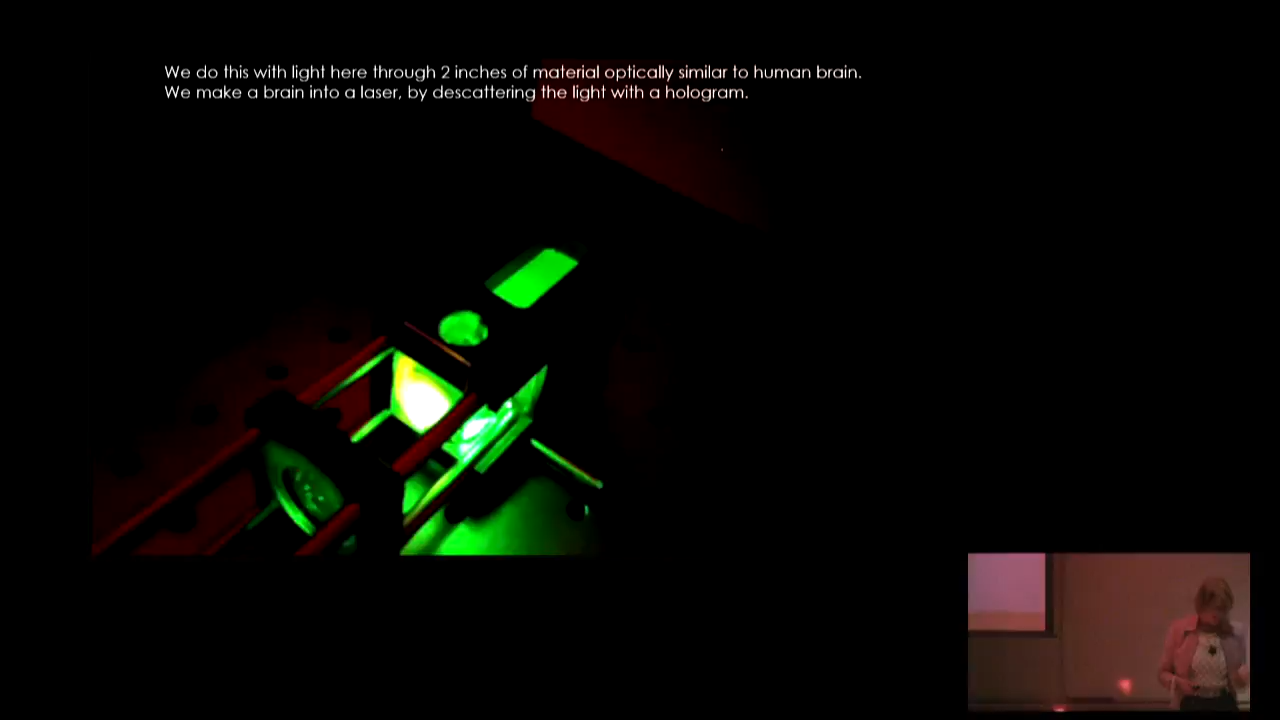 We do this with light here through 2 inches of material optically similar to human brain.
We make a brain into a laser, by descattering the light with a hologram.